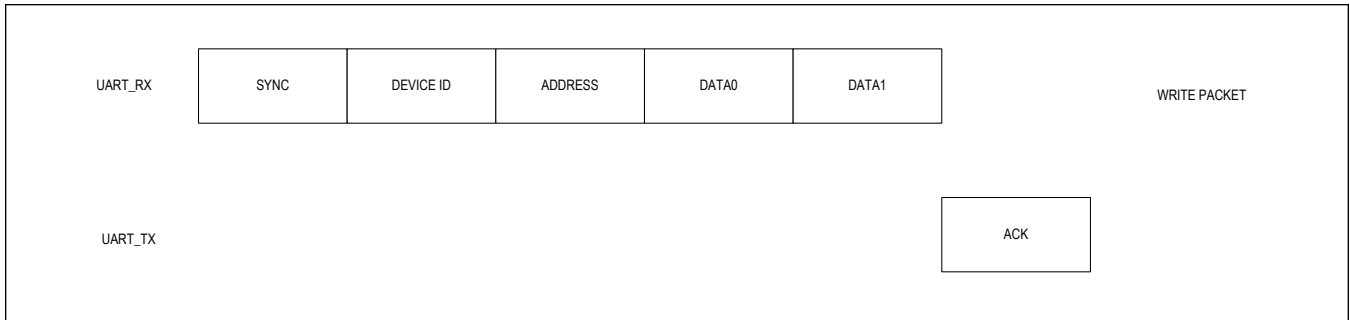 UART_RX SYNC DEVICE ID ADDRESS DATA0 DATA1 WRITE PACKET
UART_TX ACK